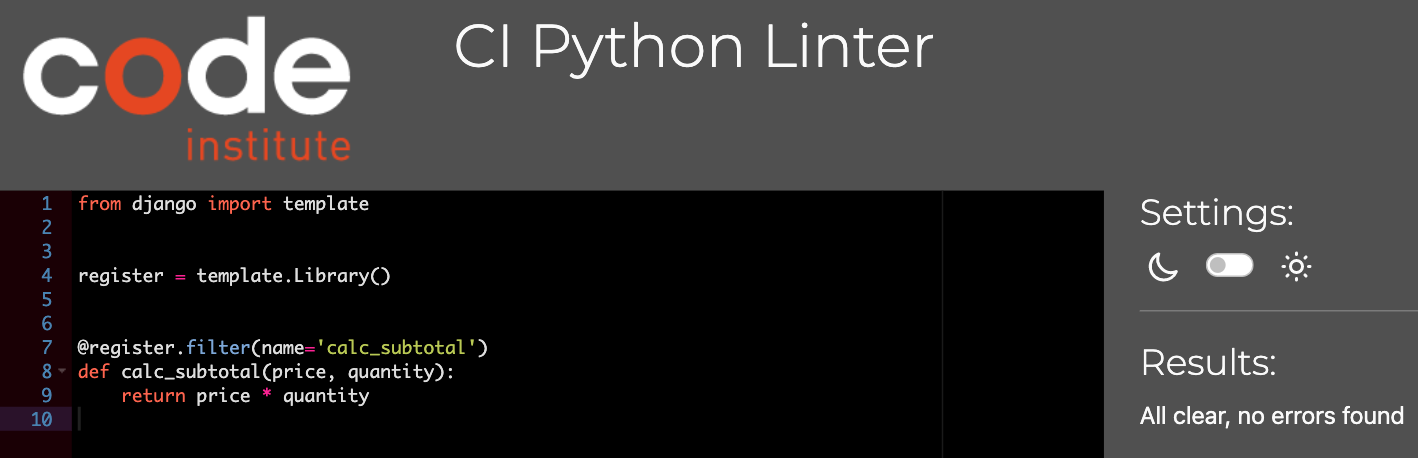 code
institute
CI Python Linter
1 from django import template
2
3
4 register = template.Library()
5
6
7 @register.filter(name='calc_subtotal')
8 def calc_subtotal(price, quantity):
9     return price * quantity
10
Settings:
Results:
All clear, no errors found